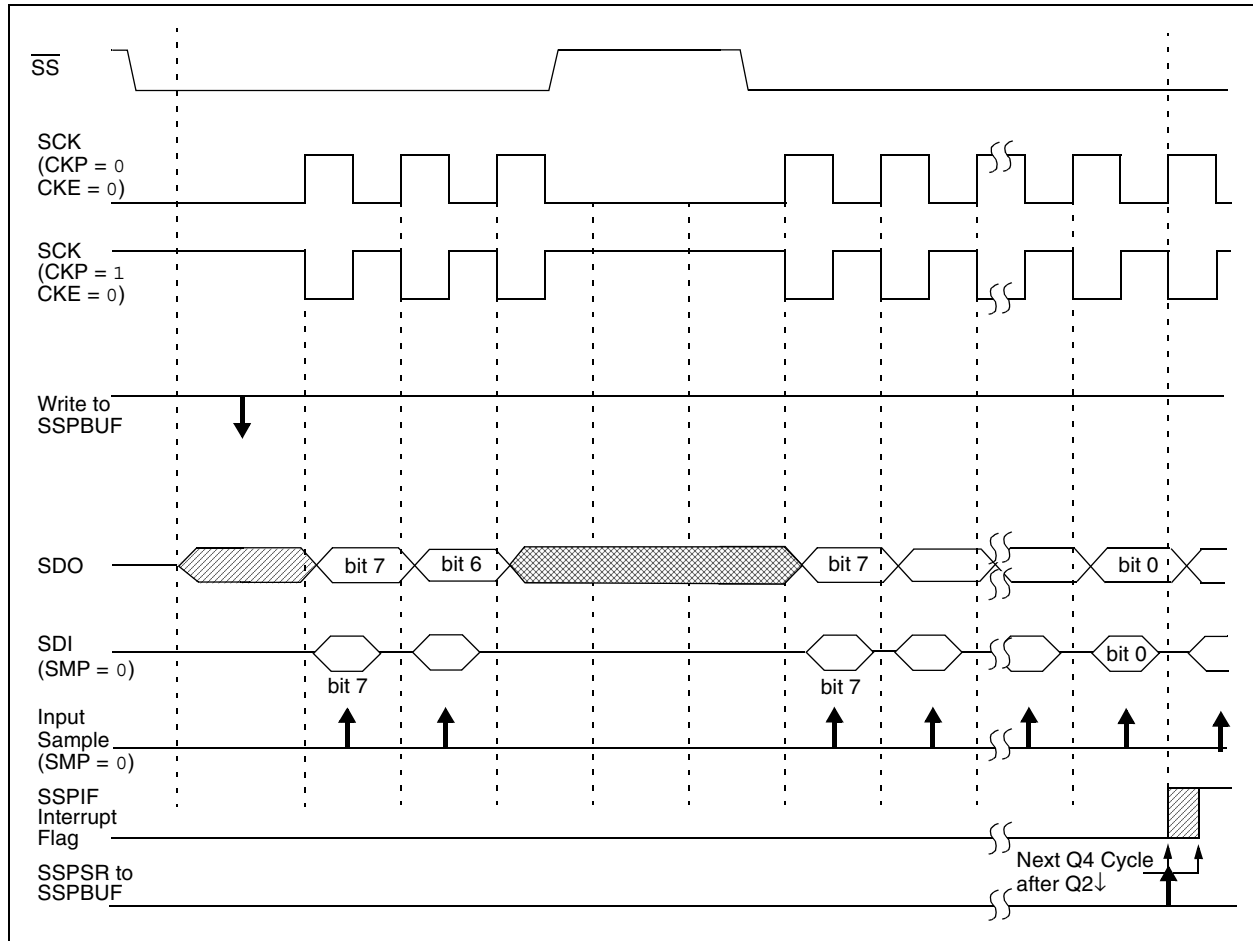 SS
SCK
(CKP = 0
CKE = 0)
SCK
(CKP = 1
CKE = 0)
Write to
SSPBUF
SDO
bit 7
bit 6
bit 7
bit 0
SDI
(SMP = 0)
bit 0
bit 7
bit 7
Input
Sample
(SMP = 0)
SSPIF
Interrupt
Flag
SSPSR to
SSPBUF
Next Q4 Cycle
after Q2↓